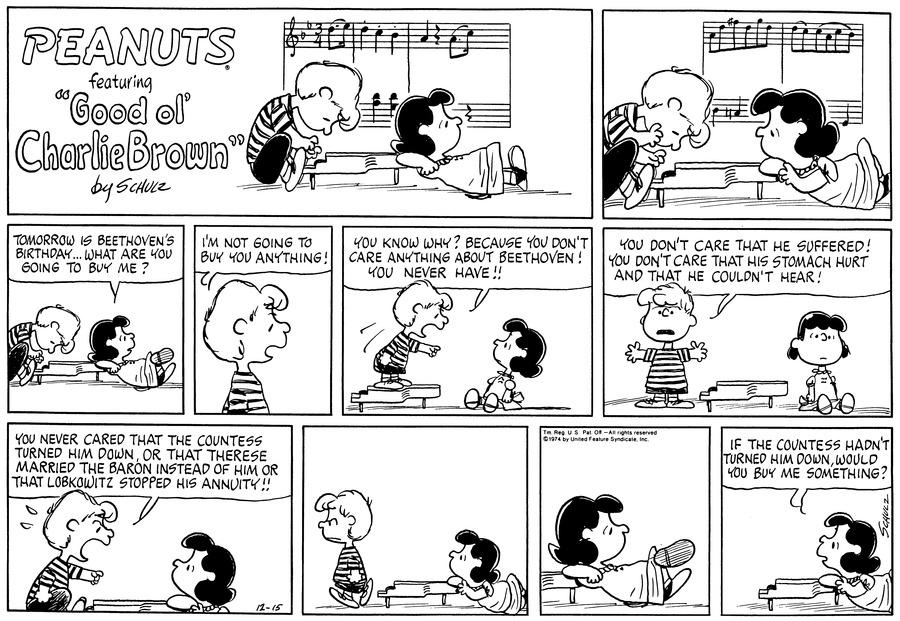 PEANUTS
featuring
"Good ol'
CharlieBrown"
by SCHULZ
TOMORROW IS BEETHOVEN'S
BIRTHDAY... WHAT ARE YOU
GOING TO BUY ME?
I'M NOT GOING TO
BUY YOU ANYTHING!
YOU KNOW WHY? BECAUSE YOU DON'T
CARE ANYTHING ABOUT BEETHOVEN!
YOU NEVER HAVE!!
YOU DON'T CARE THAT HE SUFFERED!
YOU DON'T CARE THAT HIS STOMACH HURT
AND THAT HE COULDN'T HEAR!
YOU NEVER CARED THAT THE COUNTESS
TURNED HIM DOWN, OR THAT THERESE
MARRIED THE BARON INSTEAD OF HIM OR
THAT LOBKOWITZ STOPPED HIS ANNUITY!!
12-15
Tm. Reg. U. S. Pat. Off.—All rights reserved
©1974 by United Feature Syndicate, Inc.
IF THE COUNTESS HADN'T
TURNED HIM DOWN, WOULD
YOU BUY ME SOMETHING?
SCHULZ